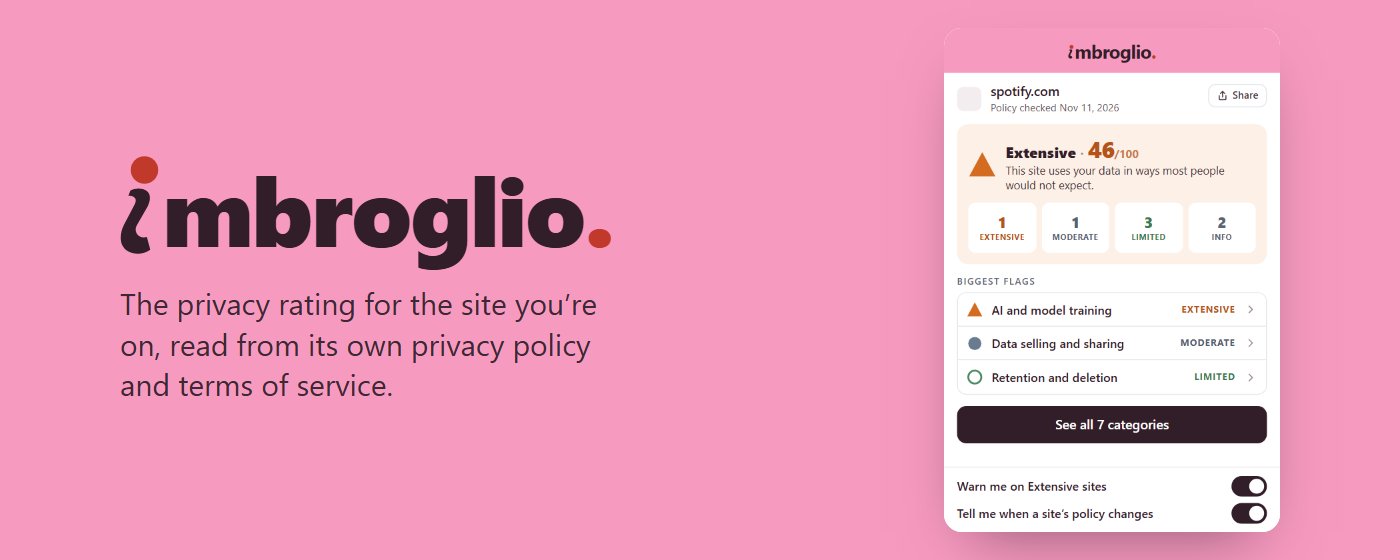 imbroglio.
The privacy rating for the site you’re
on, read from its own privacy policy
and terms of service.
imbroglio.
spotify.com
Policy checked Nov 11, 2026
Share
Extensive · 46/100
This site uses your data in ways most people
would not expect.
1
EXTENSIVE
1
MODERATE
3
LIMITED
2
INFO
BIGGEST FLAGS
AI and model training EXTENSIVE
Data selling and sharing MODERATE
Retention and deletion LIMITED
See all 7 categories
Warn me on Extensive sites
Tell me when a site’s policy changes